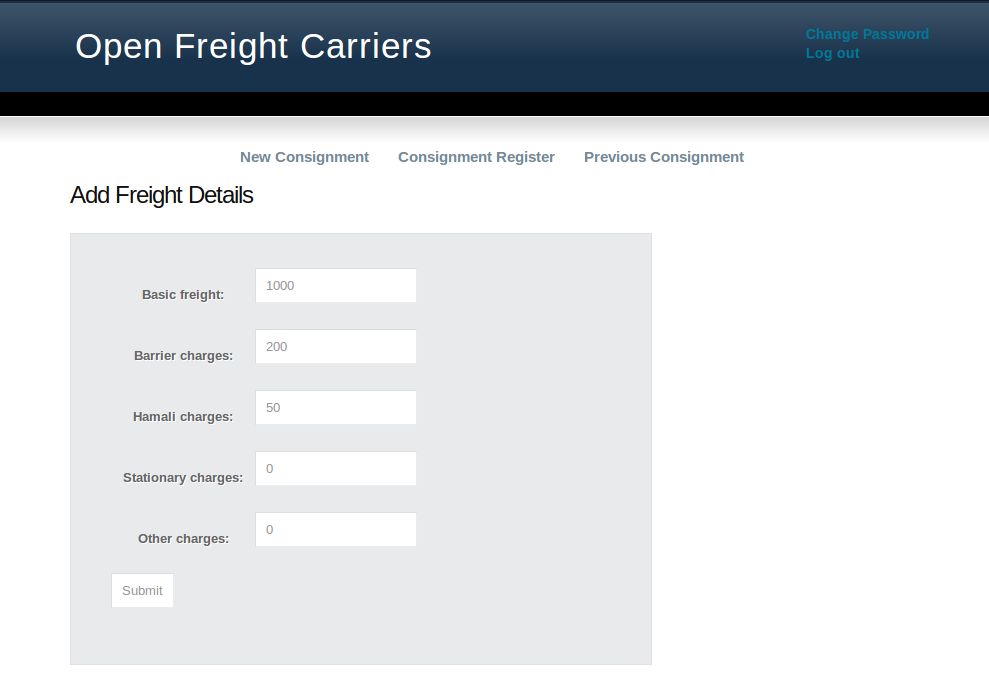 Open Freight Carriers
Change Password
Log out
New Consignment Consignment Register Previous Consignment
Add Freight Details
Basic freight: 1000
Barrier charges: 200
Hamali charges: 50
Stationary charges: 0
Other charges: 0
Submit